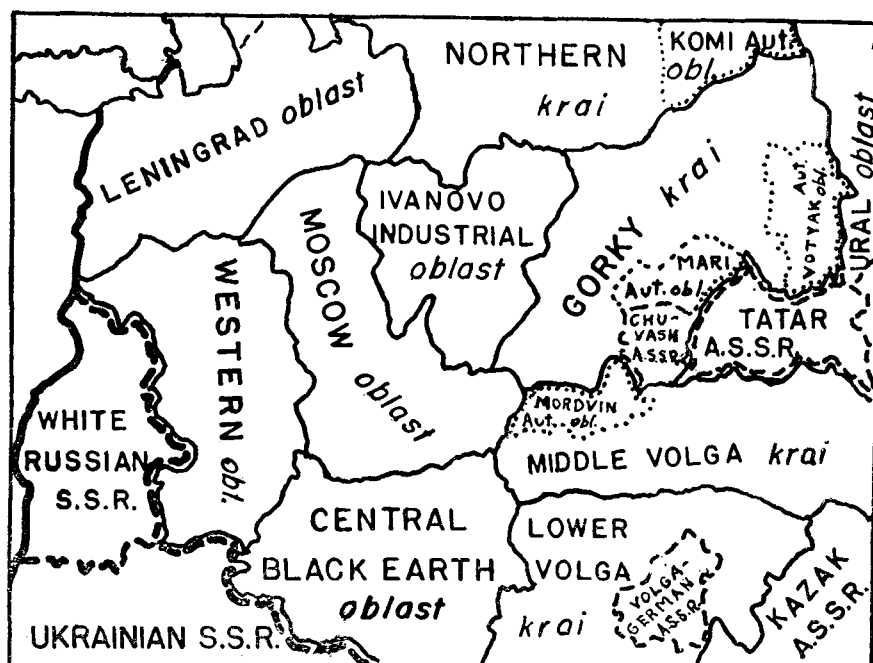 NORTHERN
krai
KOMI Aut.
obl.
LENINGRAD oblast
IVANOVO
INDUSTRIAL
oblast
MOSCOW oblast
GORKY krai
Aut.
VOTYAK obl.
URAL oblast
MARI
Aut. obl.
CHU-
VASH
A.S.S.R.
TATAR
A.S.S.R.
WESTERN obl.
WHITE
RUSSIAN
S.S.R.
MORDVIN
Aut. obl.
MIDDLE VOLGA krai
CENTRAL
BLACK EARTH
oblast
LOWER
VOLGA
krai
VOLGA-
GERMAN
A.S.S.R.
KAZAK
A.S.S.R.
UKRAINIAN S.S.R.